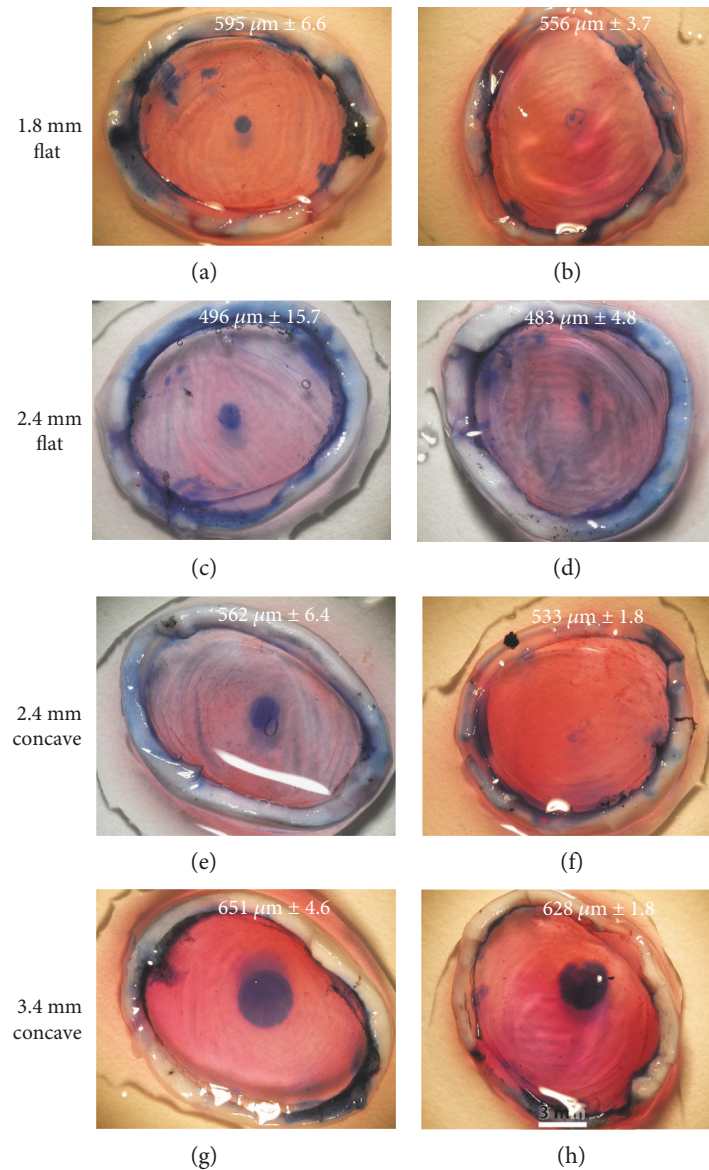 595 μm ± 6.6
556 μm ± 3.7
1.8 mm
flat
(a)
(b)
496 μm ± 15.7
483 μm ± 4.8
2.4 mm
flat
(c)
(d)
562 μm ± 6.4
533 μm ± 1.8
2.4 mm
concave
(e)
(f)
651 μm ± 4.6
628 μm ± 1.8
3.4 mm
concave
3 mm
(g)
(h)